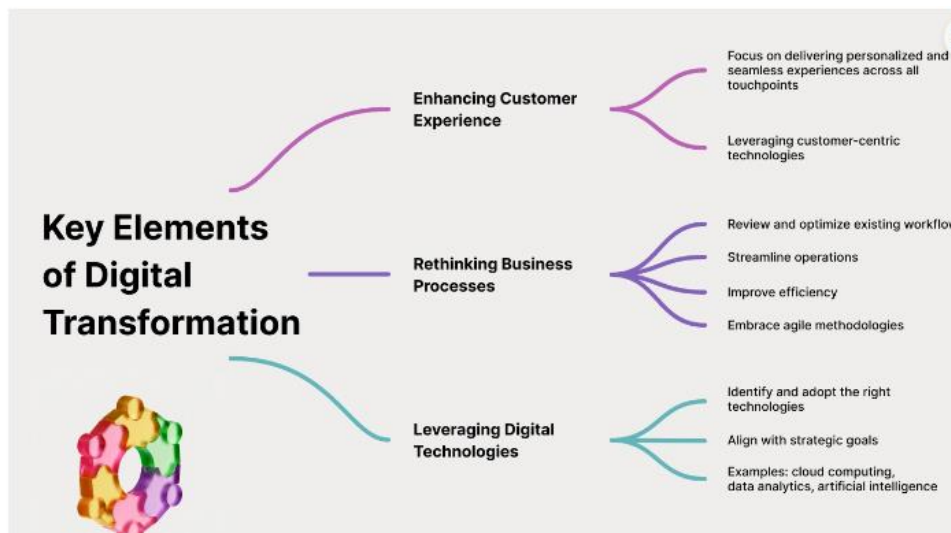 Key Elements
of Digital
Transformation
Enhancing Customer
Experience
Focus on delivering personalized and
seamless experiences across all
touchpoints
Leveraging customer-centric
technologies
Rethinking Business
Processes
Review and optimize existing workflow
Streamline operations
Improve efficiency
Embrace agile methodologies
Leveraging Digital
Technologies
Identify and adopt the right
technologies
Align with strategic goals
Examples: cloud computing,
data analytics, artificial intelligence